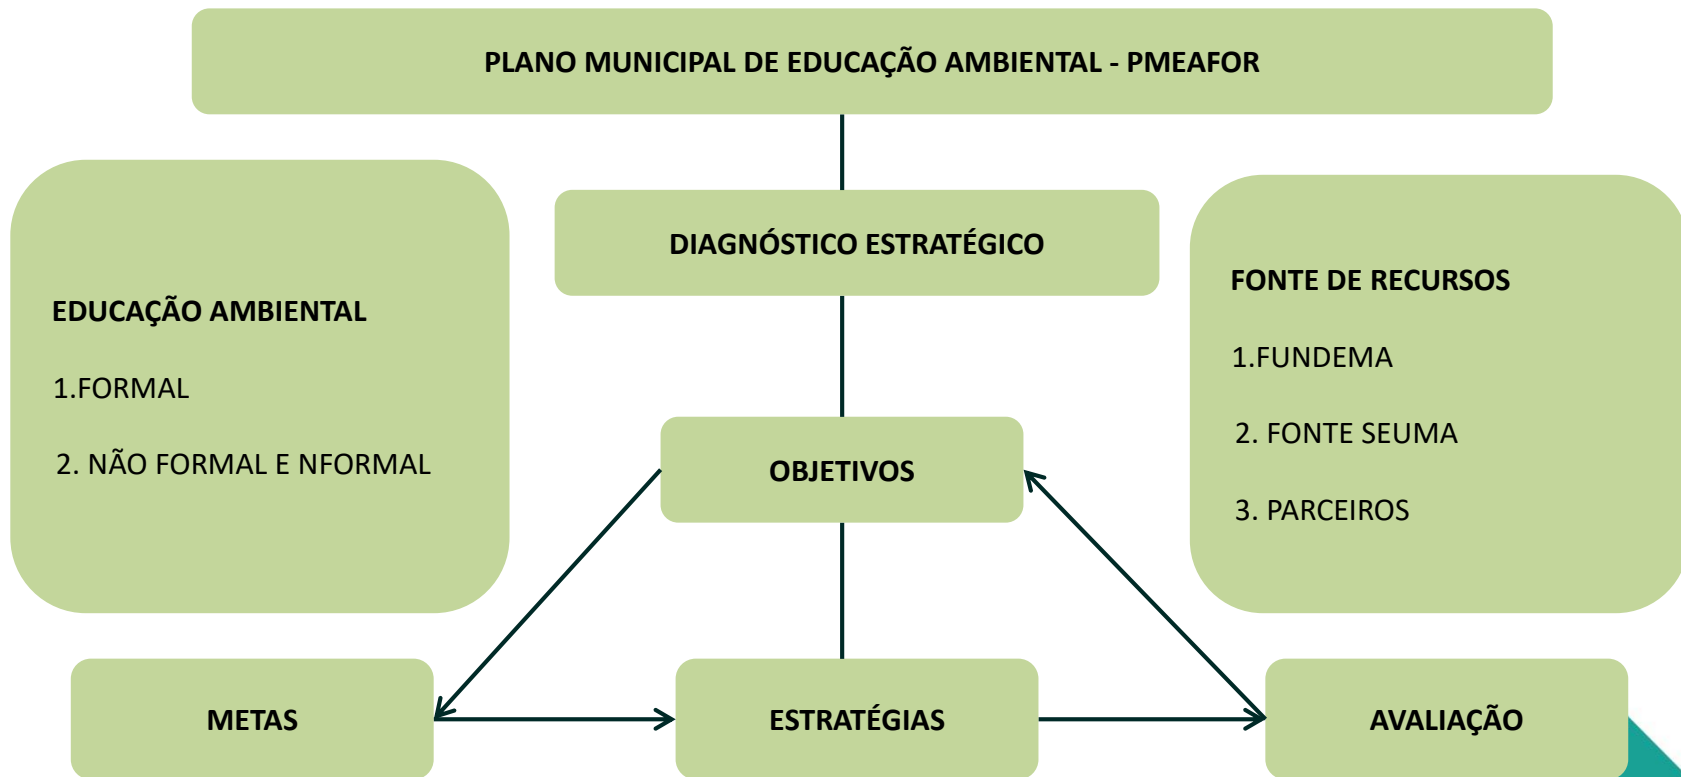 PLANO MUNICIPAL DE EDUCAÇÃO AMBIENTAL - PMEAFOR
DIAGNÓSTICO ESTRATÉGICO
EDUCAÇÃO AMBIENTAL
1.FORMAL
2. NÃO FORMAL E NFORMAL
FONTE DE RECURSOS
1.FUNDEMA
2. FONTE SEUMA
3. PARCEIROS
OBJETIVOS
METAS
ESTRATÉGIAS
AVALIAÇÃO